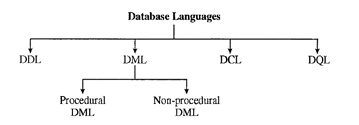 Database Languages
DDL DML DCL DQL
Procedural Non-procedural
DML DML